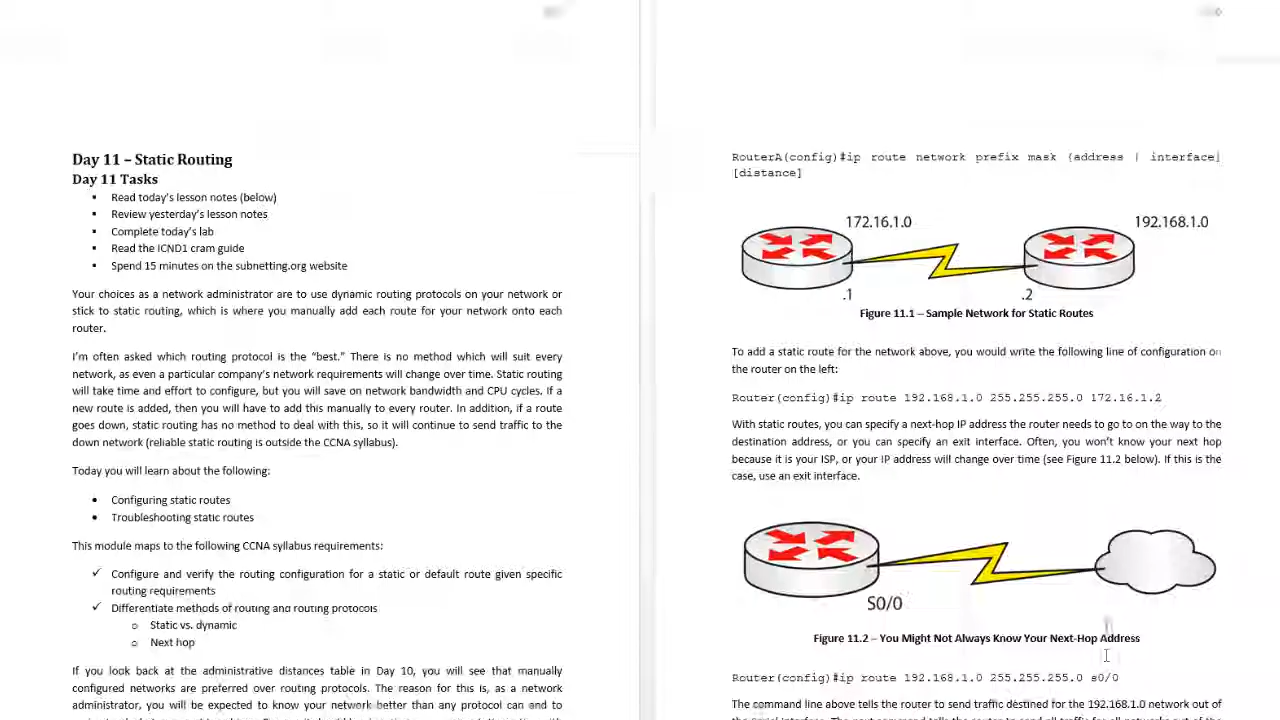 Day 11 – Static Routing
Day 11 Tasks
▪ Read today's lesson notes (below)
▪ Review yesterday's lesson notes
▪ Complete today's lab
▪ Read the ICND1 cram guide
▪ Spend 15 minutes on the subnetting.org website
Your choices as a network administrator are to use dynamic routing protocols on your network or
stick to static routing, which is where you manually add each route for your network onto each
router.
I'm often asked which routing protocol is the "best." There is no method which will suit every
network, as even a particular company's network requirements will change over time. Static routing
will take time and effort to configure, but you will save on network bandwidth and CPU cycles. If a
new route is added, then you will have to add this manually to every router. In addition, if a route
goes down, static routing has no method to deal with this, so it will continue to send traffic to the
down network (reliable static routing is outside the CCNA syllabus).
Today you will learn about the following:
• Configuring static routes
• Troubleshooting static routes
This module maps to the following CCNA syllabus requirements:
✓ Configure and verify the routing configuration for a static or default route given specific
routing requirements
✓ Differentiate methods of routing and routing protocols
o Static vs. dynamic
o Next hop
If you look back at the administrative distances table in Day 10, you will see that manually
configured networks are preferred over routing protocols. The reason for this is, as a network
administrator, you will be expected to know your network better than any protocol can and to
RouterA(config)#ip route network prefix mask {address | interface]
[distance]
172.16.1.0
192.168.1.0
.1
.2
Figure 11.1 – Sample Network for Static Routes
To add a static route for the network above, you would write the following line of configuration on
the router on the left:
Router(config)#ip route 192.168.1.0 255.255.255.0 172.16.1.2
With static routes, you can specify a next-hop IP address the router needs to go to on the way to the
destination address, or you can specify an exit interface. Often, you won't know your next hop
because it is your ISP, or your IP address will change over time (see Figure 11.2 below). If this is the
case, use an exit interface.
S0/0
Figure 11.2 – You Might Not Always Know Your Next-Hop Address
Router(config)#ip route 192.168.1.0 255.255.255.0 s0/0
The command line above tells the router to send traffic destined for the 192.168.1.0 network out of